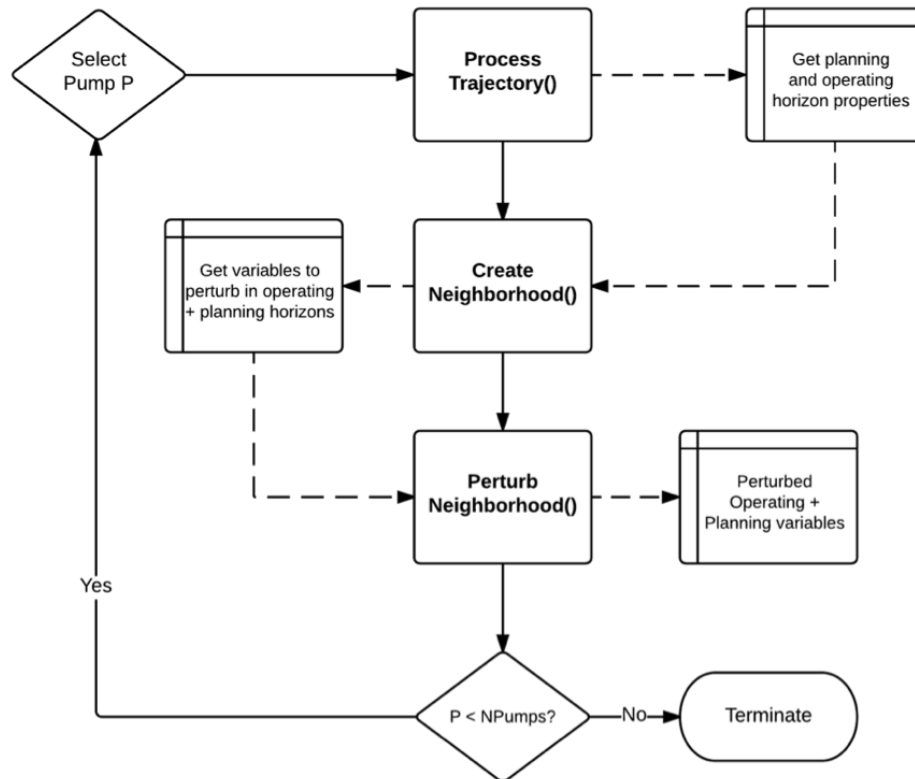 Select
Pump P
Process
Trajectory()
Get planning
and operating
horizon properties
Create
Neighborhood()
Get variables to
perturb in operating
+ planning horizons
Perturb
Neighborhood()
Perturbed
Operating +
Planning variables
Yes
P < NPumps?
No
Terminate